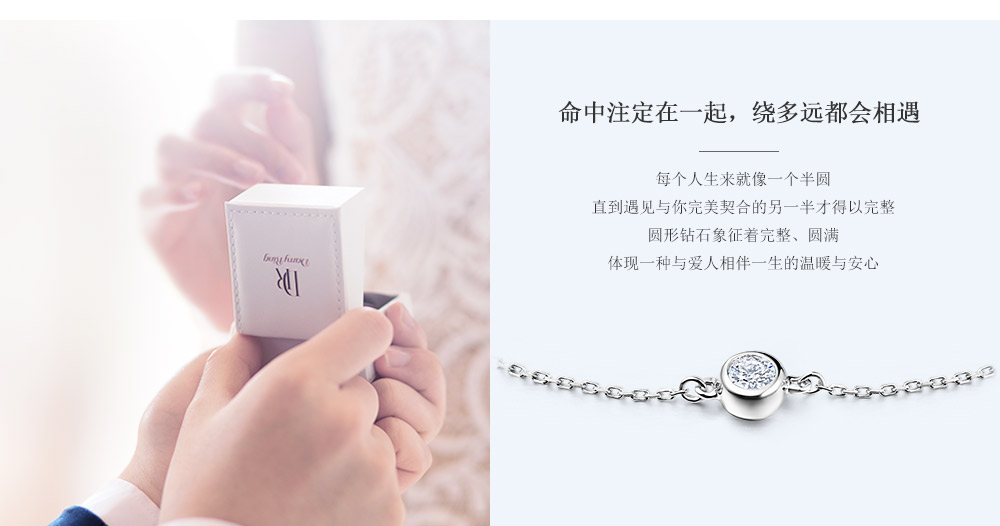 DR
Darry Ring
命中注定在一起，绕多远都会相遇
每个人生来就像一个半圆
直到遇见与你完美契合的另一半才得以完整
圆形钻石象征着完整、圆满
体现一种与爱人相伴一生的温暖与安心